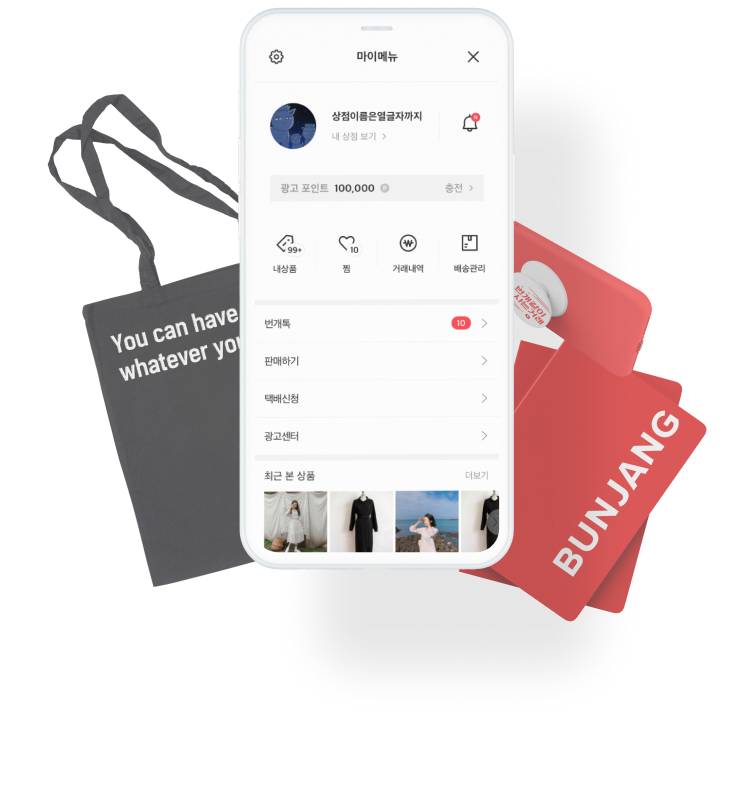 마이메뉴
상점이름은열글자까지
내 상점 보기
광고 포인트 100,000 P
충전
99+
10
내상품
찜
거래내역
배송관리
번개톡
10
판매하기
택배신청
광고센터
최근 본 상품
더보기
You can have
whatever you
BUNJANG